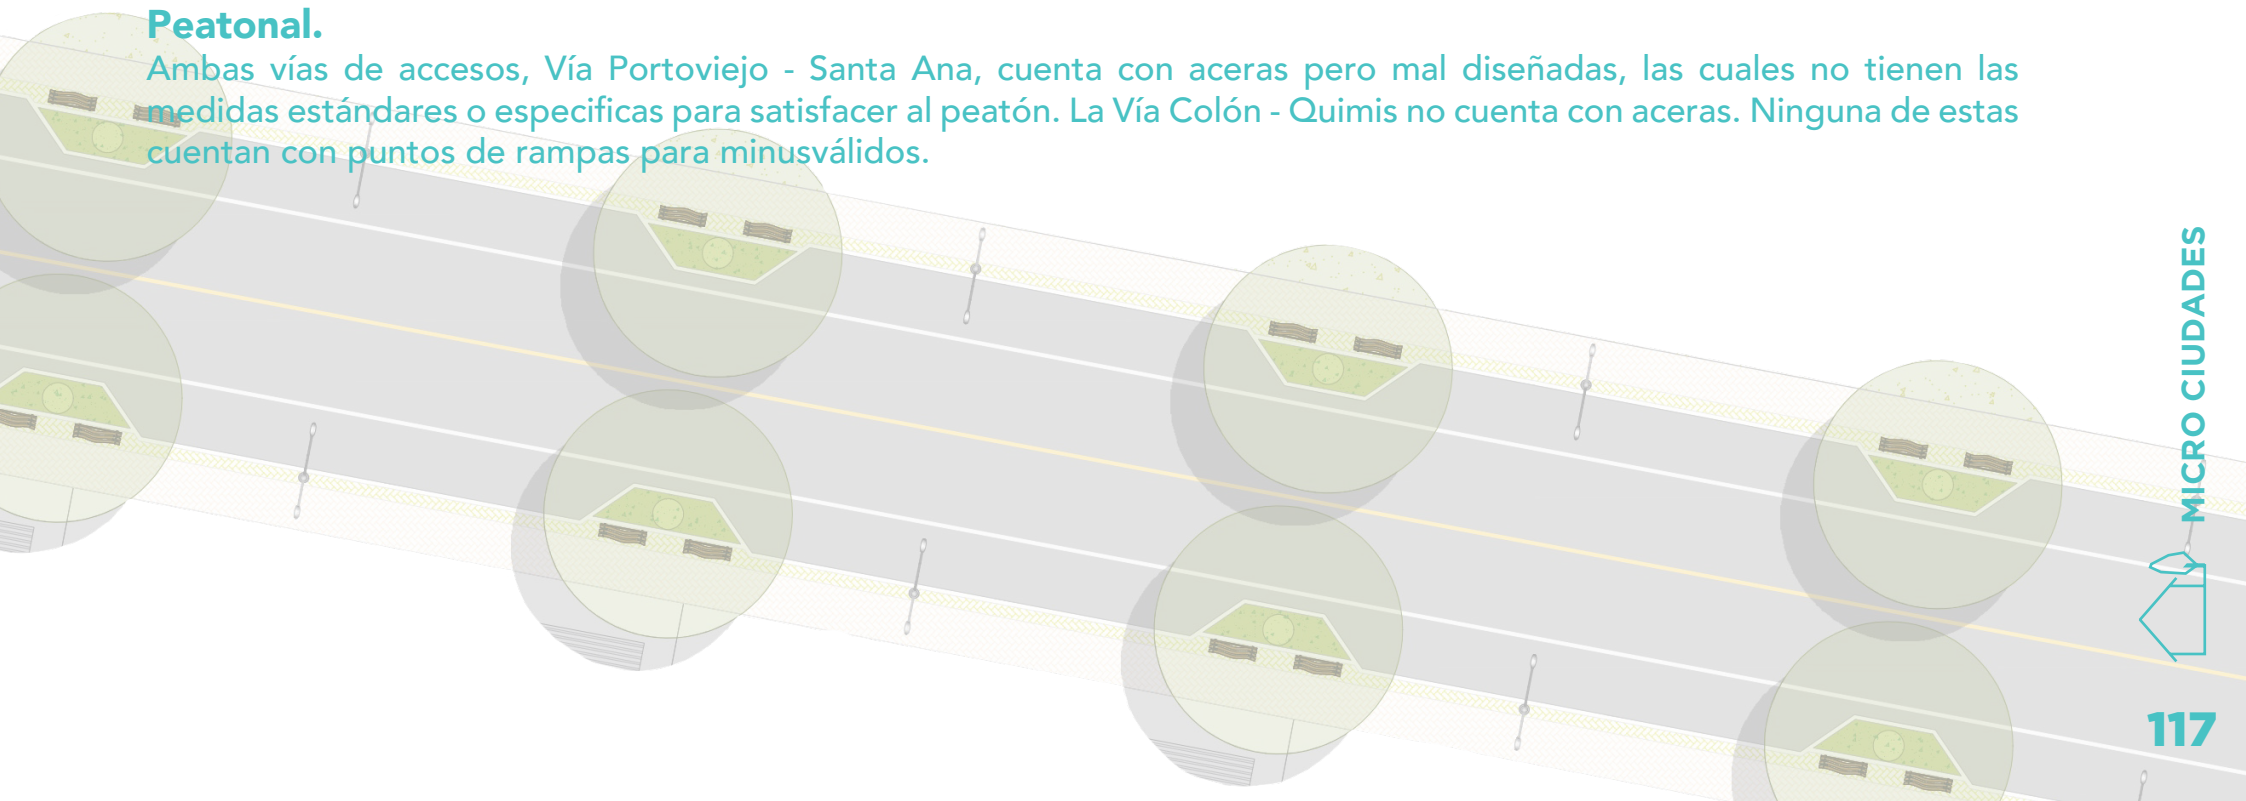 Peatonal.
Ambas vías de accesos, Vía Portoviejo - Santa Ana, cuenta con aceras pero mal diseñadas, las cuales no tienen las
medidas estándares o especificas para satisfacer al peatón. La Vía Colón - Quimis no cuenta con aceras. Ninguna de estas
cuentan con puntos de rampas para minusválidos.
MICRO CIUDADES
117